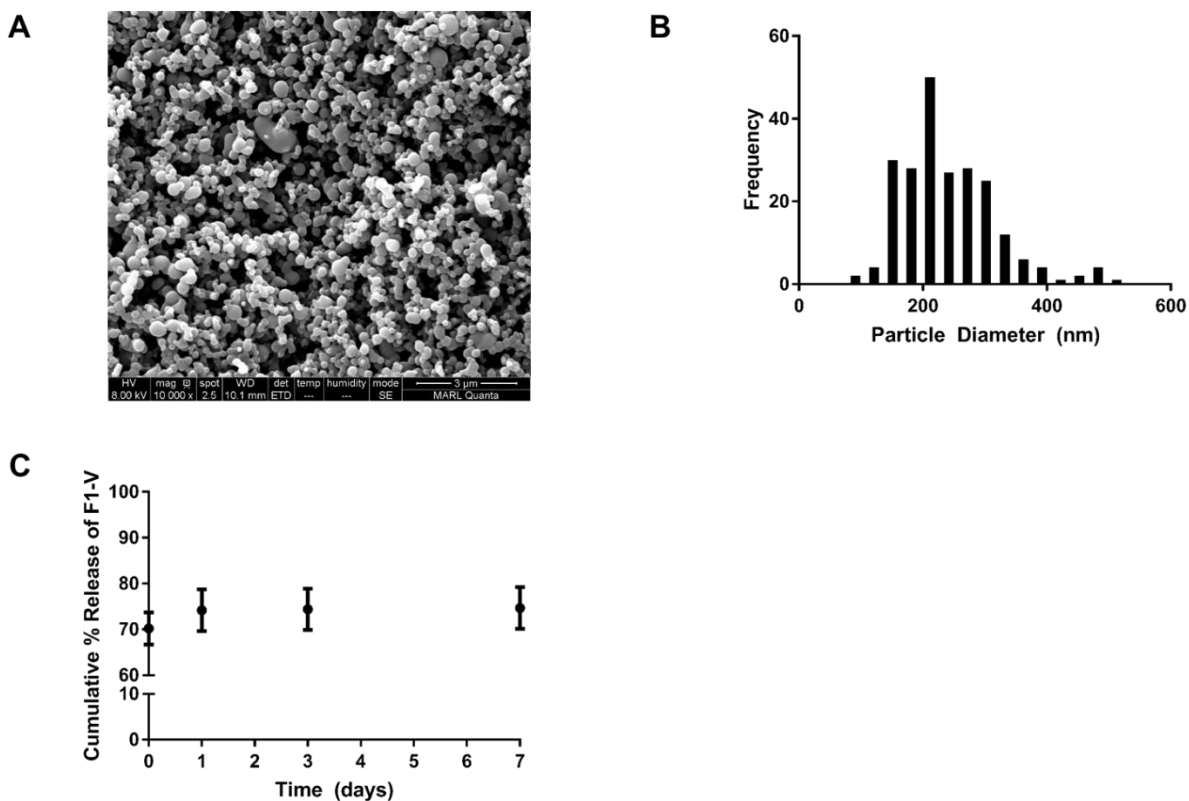 A
HV mag spot WD det temp humidity mode 3 µm
8.00 kV 10 000 x 2.5 10.1 mm ETD --- --- SE MARL Quanta
B
60
40
20
0
Frequency
0 200 400 600
Particle Diameter (nm)
C
Cumulative % Release of F1-V
100
90
80
70
60
10
0
0 1 2 3 4 5 6 7
Time (days)